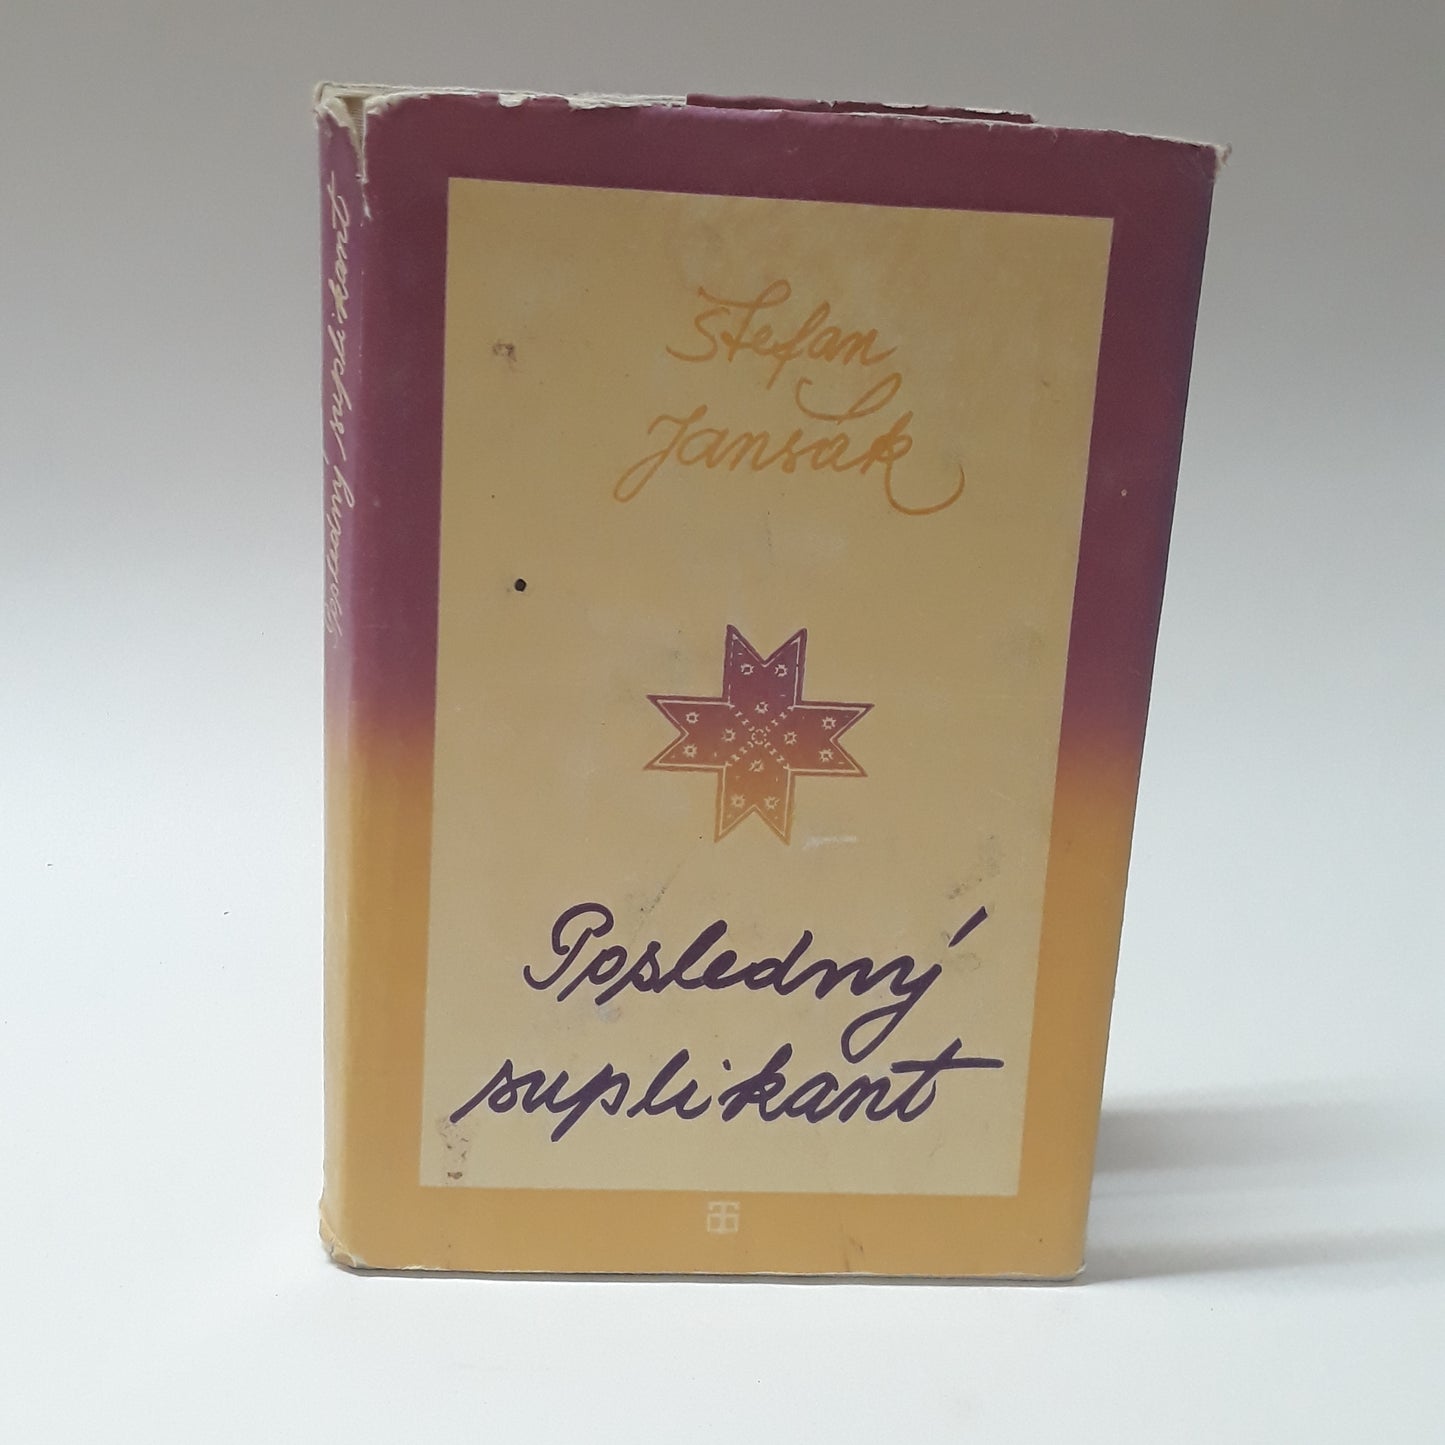 Posledný suplikant
Štefan
Janšák
Posledný
suplikant